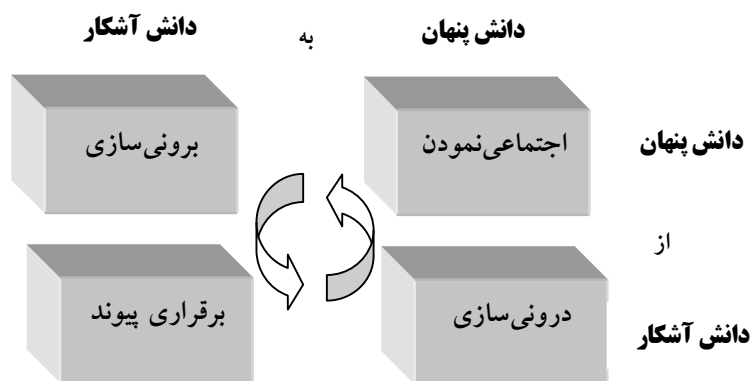 دانش پنهان به دانش آشکار
دانش پنهان
اجتماعی‌نمودن
برونی‌سازی
از
دانش آشکار
درونی‌سازی
برقراری پیوند